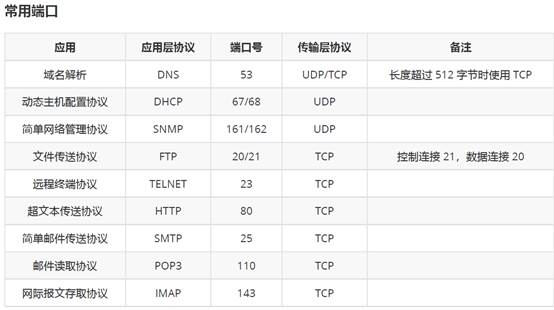 常用端口
应用 应用层协议 端口号 传输层协议 备注
域名解析 DNS 53 UDP/TCP 长度超过 512 字节时使用 TCP
动态主机配置协议 DHCP 67/68 UDP
简单网络管理协议 SNMP 161/162 UDP
文件传送协议 FTP 20/21 TCP 控制连接 21，数据连接 20
远程终端协议 TELNET 23 TCP
超文本传送协议 HTTP 80 TCP
简单邮件传送协议 SMTP 25 TCP
邮件读取协议 POP3 110 TCP
网际报文存取协议 IMAP 143 TCP